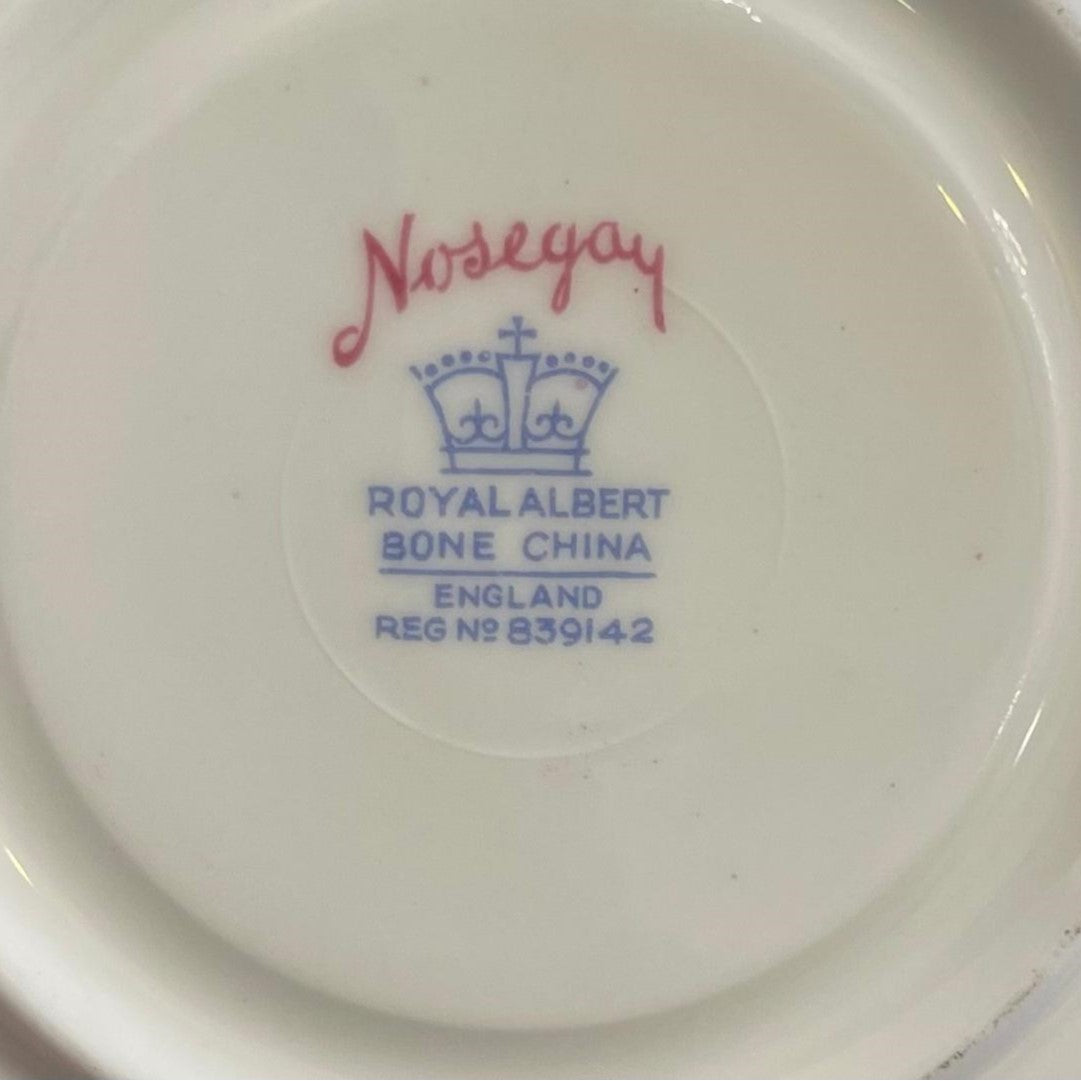 Nosegay
ROYAL ALBERT
BONE CHINA
ENGLAND
REG Nº 839142